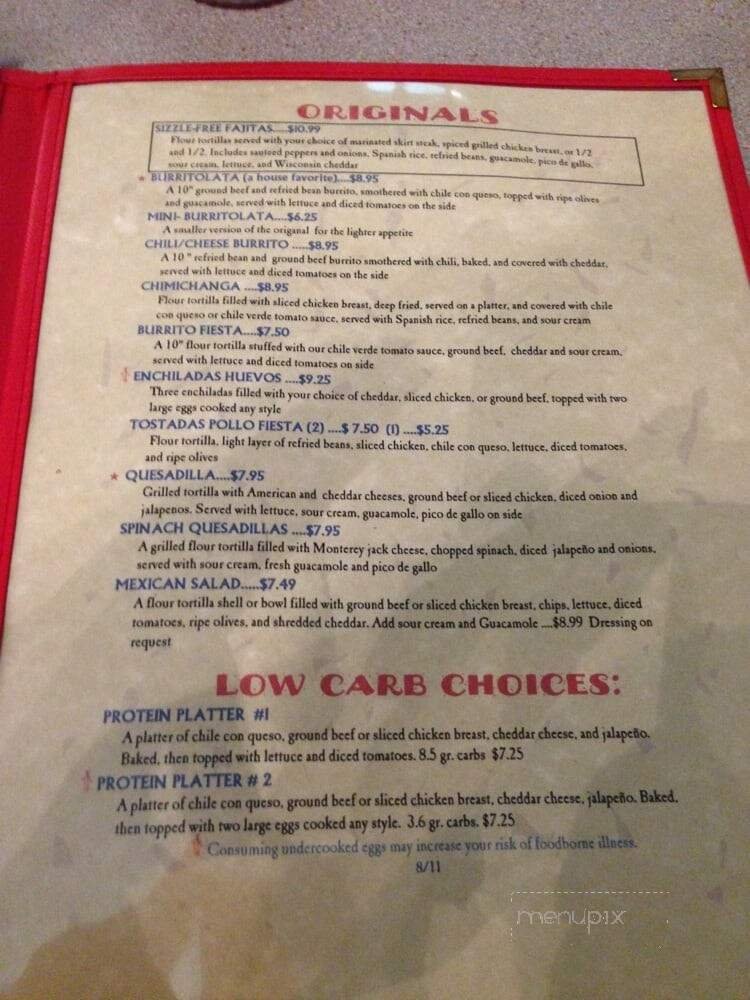 ORIGINALS
SIZZLE-FREE FAJITAS.....$10.99
Flour tortillas served with your choice of marinated skirt steak, spiced grilled chicken breast, or 1/2
and 1/2. Includes sauteed peppers and onions, Spanish rice, refried beans, guacamole, pico de gallo,
sour cream, lettuce, and Wisconsin cheddar
★ BURRITOLATA (a house favorite)....$8.95
A 10" ground beef and refried bean burrito, smothered with chile con queso, topped with ripe olives
and guacamole, served with lettuce and diced tomatoes on the side
MINI- BURRITOLATA....$6.25
A smaller version of the origanal for the lighter appetite
CHILI/CHEESE BURRITO .....$8.95
A 10 " refried bean and ground beef burrito smothered with chili, baked, and covered with cheddar,
served with lettuce and diced tomatoes on the side
CHIMICHANGA ....$8.95
Flour tortilla filled with sliced chicken breast, deep fried, served on a platter, and covered with chile
con queso or chile verde tomato sauce, served with Spanish rice, refried beans, and sour cream
BURRITO FIESTA....$7.50
A 10" flour tortilla stuffed with our chile verde tomato sauce, ground beef, cheddar and sour cream,
served with lettuce and diced tomatoes on side
ENCHILADAS HUEVOS ....$9.25
Three enchiladas filled with your choice of cheddar, sliced chicken, or ground beef, topped with two
large eggs cooked any style
TOSTADAS POLLO FIESTA (2) ....$ 7.50 (1) ....$5.25
Flour tortilla, light layer of refried beans, sliced chicken, chile con queso, lettuce, diced tomatoes,
and ripe olives
★ QUESADILLA....$7.95
Grilled tortilla with American and cheddar cheeses, ground beef or sliced chicken, diced onion and
jalapenos. Served with lettuce, sour cream, guacamole, pico de gallo on side
SPINACH QUESADILLAS ....$7.95
A grilled flour tortilla filled with Monterey jack cheese, chopped spinach, diced jalapeño and onions,
served with sour cream, fresh guacamole and pico de gallo
MEXICAN SALAD.....$7.49
A flour tortilla shell or bowl filled with ground beef or sliced chicken breast, chips, lettuce, diced
tomatoes, ripe olives, and shredded cheddar. Add sour cream and Guacamole ....$8.99 Dressing on
request
LOW CARB CHOICES:
PROTEIN PLATTER #1
A platter of chile con queso, ground beef or sliced chicken breast, cheddar cheese, and jalapeño.
Baked, then topped with lettuce and diced tomatoes. 8.5 gr. carbs $7.25
PROTEIN PLATTER # 2
A platter of chile con queso, ground beef or sliced chicken breast, cheddar cheese, jalapeño. Baked,
then topped with two large eggs cooked any style. 3.6 gr. carbs. $7.25
Consuming undercooked eggs may increase your risk of foodborne illness.
8/11
menupix